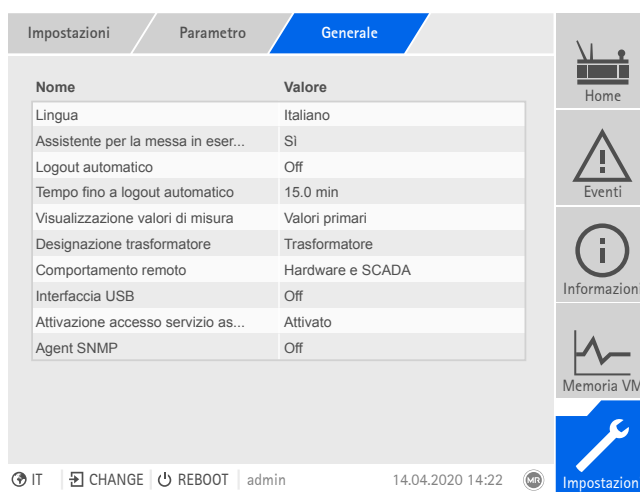 Impostazioni Parametro Generale
Nome Valore
Lingua Italiano
Assistente per la messa in eser... Sì
Logout automatico Off
Tempo fino a logout automatico 15.0 min
Visualizzazione valori di misura Valori primari
Designazione trasformatore Trasformatore
Comportamento remoto Hardware e SCADA
Interfaccia USB Off
Attivazione accesso servizio as... Attivato
Agent SNMP Off
Home
Eventi
Informazioni
Memoria VM
Impostazion
IT CHANGE REBOOT admin 14.04.2020 14:22 MR